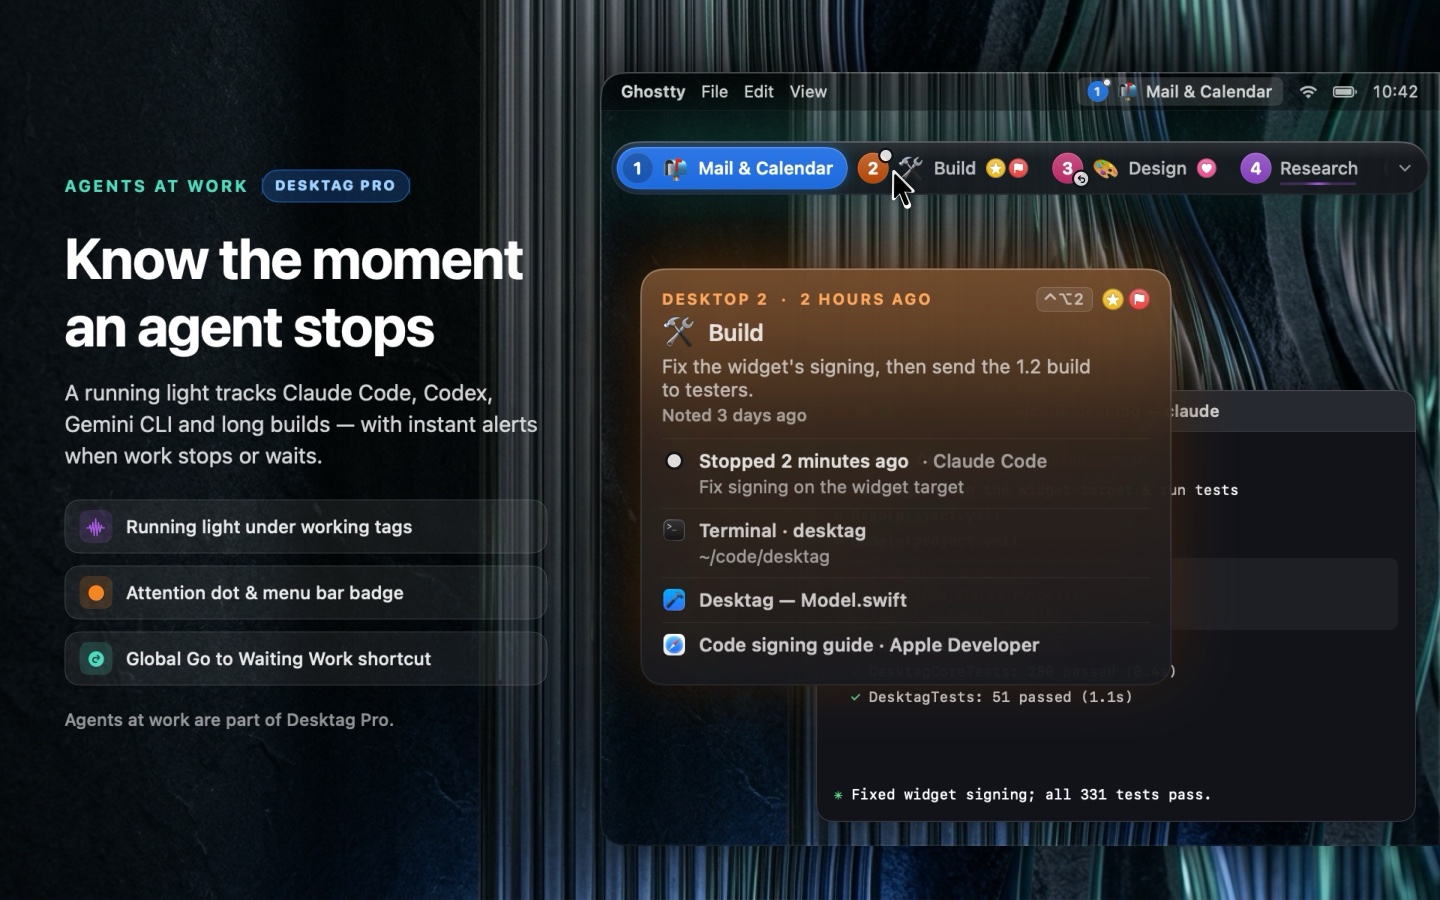 Ghostty File Edit View
1 Mail & Calendar 10:42
1 Mail & Calendar 2 Build 3 Design 4 Research
AGENTS AT WORK DESKTAG PRO
Know the moment
an agent stops
A running light tracks Claude Code, Codex,
Gemini CLI and long builds — with instant alerts
when work stops or waits.
Running light under working tags
Attention dot & menu bar badge
Global Go to Waiting Work shortcut
Agents at work are part of Desktag Pro.
DESKTOP 2 · 2 HOURS AGO ^⌥2
Build
Fix the widget's signing, then send the 1.2 build
to testers.
Noted 3 days ago
Stopped 2 minutes ago · Claude Code
Fix signing on the widget target
Terminal · desktag
~/code/desktag
Desktag — Model.swift
Code signing guide · Apple Developer
claude
un tests
✓ DesktagTests: 51 passed (1.1s)
✳ Fixed widget signing; all 331 tests pass.